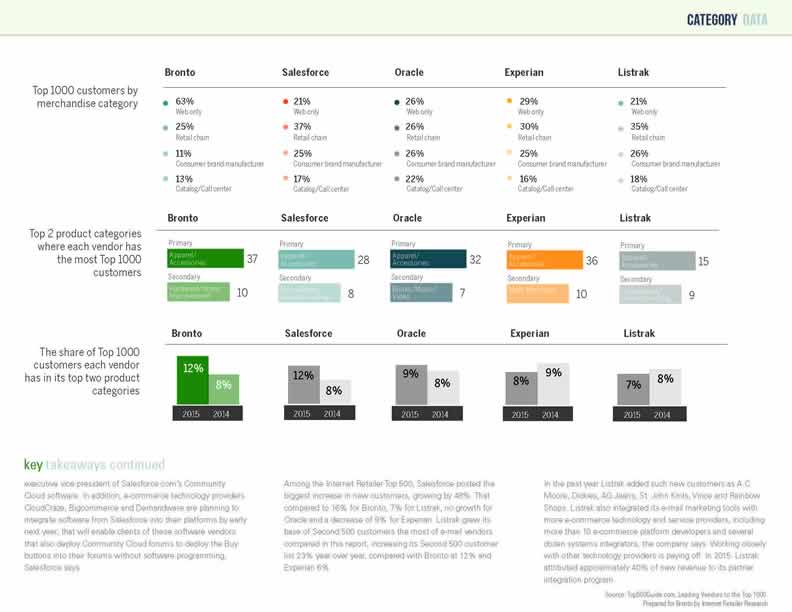 CATEGORY DATA
Top 1000 customers by
merchandise category
Bronto Salesforce Oracle Experian Listrak
63% 21% 26% 29% 21%
Web only Web only Web only Web only Web only
25% 37% 26% 30% 35%
Retail chain Retail chain Retail chain Retail chain Retail chain
11% 25% 26% 25% 26%
Consumer brand manufacturer Consumer brand manufacturer Consumer brand manufacturer Consumer brand manufacturer Consumer brand manufacturer
13% 17% 22% 16% 18%
Catalog/Call center Catalog/Call center Catalog/Call center Catalog/Call center Catalog/Call center
Top 2 product categories
where each vendor has
the most Top 1000
customers
Bronto Salesforce Oracle Experian Listrak
Primary Primary Primary Primary Primary
Apparel/ Apparel/ Apparel/ Apparel/ Apparel/
Accessories Accessories Accessories Accessories Accessories
37 28 32 36 15
Secondary Secondary Secondary Secondary Secondary
Hardware/Home
Improvement
Books/Music/
Video
10 8 7 10 9
The share of Top 1000
customers each vendor
has in its top two product
categories
Bronto Salesforce Oracle Experian Listrak
12% 8% 12% 8% 9% 8% 8% 9% 7% 8%
2015 2014 2015 2014 2015 2014 2015 2014 2015 2014
key takeaways continued
executive vice president of Salesforce.com's Community
Cloud software. In addition, e-commerce technology providers
CloudCraze, Bigcommerce and Demandware are planning to
integrate software from Salesforce into their platforms by early
next year, that will enable clients of these software vendors
that also deploy Community Cloud forums to deploy the Buy
buttons into their forums without software programming,
Salesforce says.
Among the Internet Retailer Top 500, Salesforce posted the
biggest increase in new customers, growing by 48%. That
compared to 16% for Bronto, 7% for Listrak, no growth for
Oracle and a decrease of 9% for Experian. Listrak grew its
base of Second 500 customers the most of e-mail vendors
compared in this report, increasing its Second 500 customer
list 23% year over year, compared with Bronto at 12% and
Experian 6%.
In the past year Listrak added such new customers as A.C.
Moore, Dickies, AG Jeans, St. John Knits, Vince and Rainbow
Shops. Listrak also integrated its e-mail marketing tools with
more e-commerce technology and service providers, including
more than 10 e-commerce platform developers and several
dozen systems integrators, the company says. Working closely
with other technology providers is paying off: In 2015, Listrak
attributed approximately 40% of new revenue to its partner
integration program.
Source: Top500Guide.com, Leading Vendors to the Top 1000
Prepared for Bronto by Internet Retailer Research